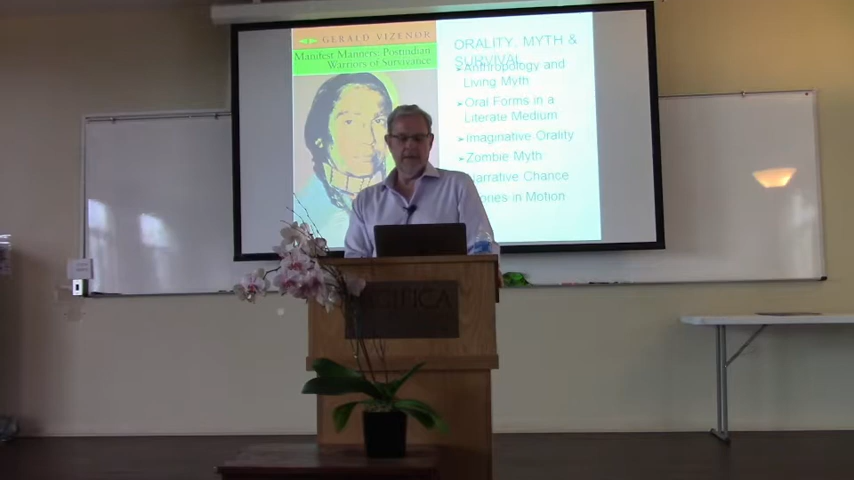 GERALD VIZENOR
Manifest Manners: Postindian
Warriors of Survivance
ORALITY, MYTH &
SURVIVAL
Anthropology and
Living Myth
Oral Forms in a
Literate Medium
Imaginative Orality
Zombie Myth
Narrative Chance
Stories in Motion
PACIFICA